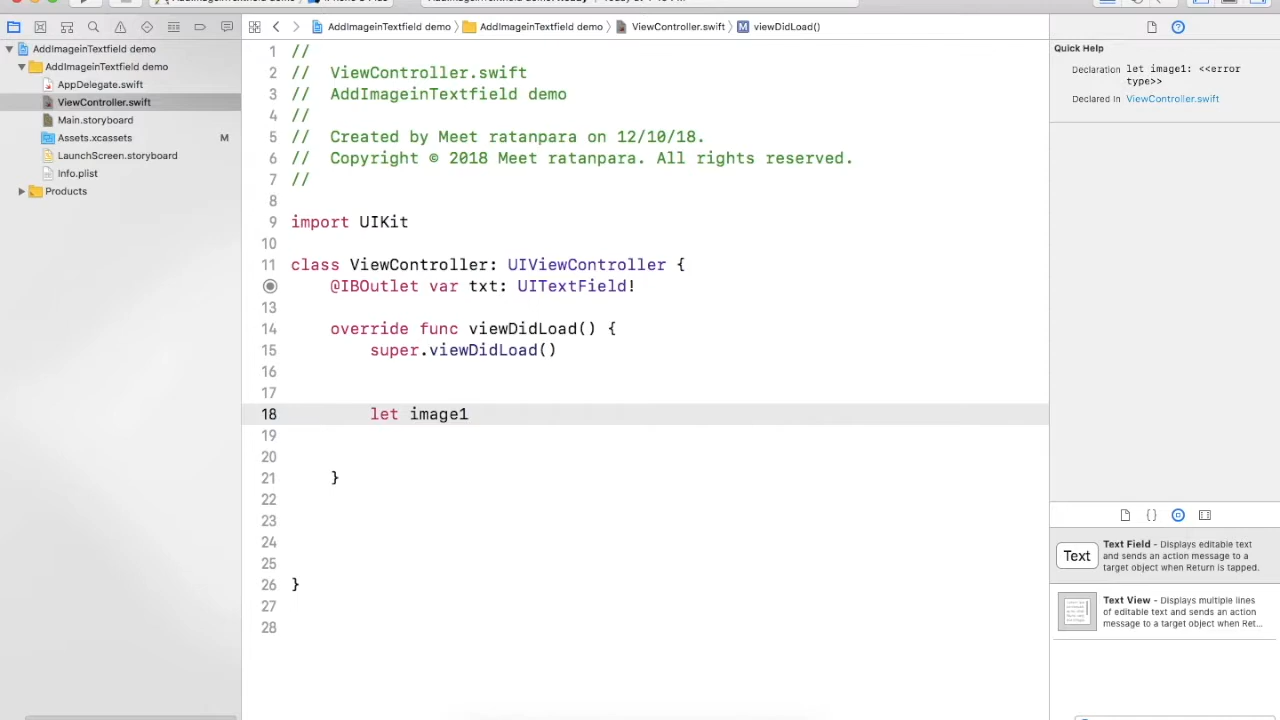 AddImageinTextfield demo
AddImageinTextfield demo
ViewController.swift
viewDidLoad()
AddImageinTextfield demo
AddImageinTextfield demo
AppDelegate.swift
ViewController.swift
Main.storyboard
Assets.xcassets
M
LaunchScreen.storyboard
Info.plist
Products
1 //
2 // ViewController.swift
3 // AddImageinTextfield demo
4 //
5 // Created by Meet ratanpara on 12/10/18.
6 // Copyright © 2018 Meet ratanpara. All rights reserved.
7 //
8
9 import UIKit
10
11 class ViewController: UIViewController {
@IBOutlet var txt: UITextField!
13
14 override func viewDidLoad() {
15 super.viewDidLoad()
16
17
18 let image1
19
20
21 }
22
23
24
25
26 }
27
28
Quick Help
Declaration let image1: <<error
type>>
Declared In ViewController.swift
Text
Text Field - Displays editable text
and sends an action message to a
target object when Return is tapped.
Text View - Displays multiple lines
of editable text and sends an action
message to a target object when Ret...